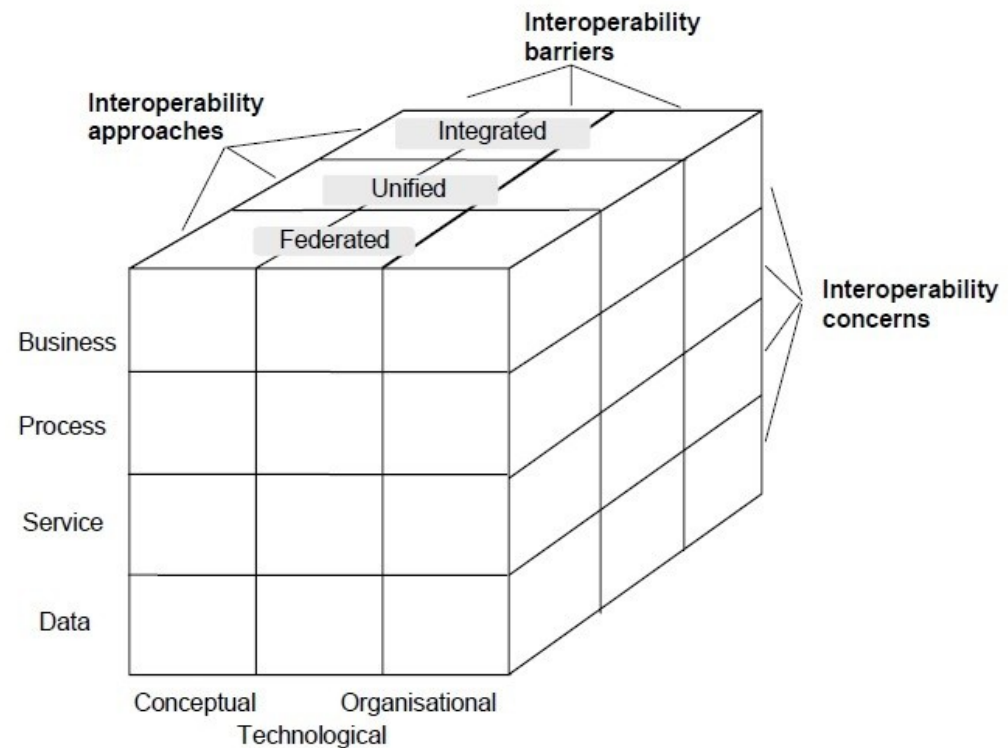 Interoperability
barriers
Interoperability
approaches
Integrated
Unified
Federated
Interoperability
concerns
Business
Process
Service
Data
Conceptual
Organisational
Technological